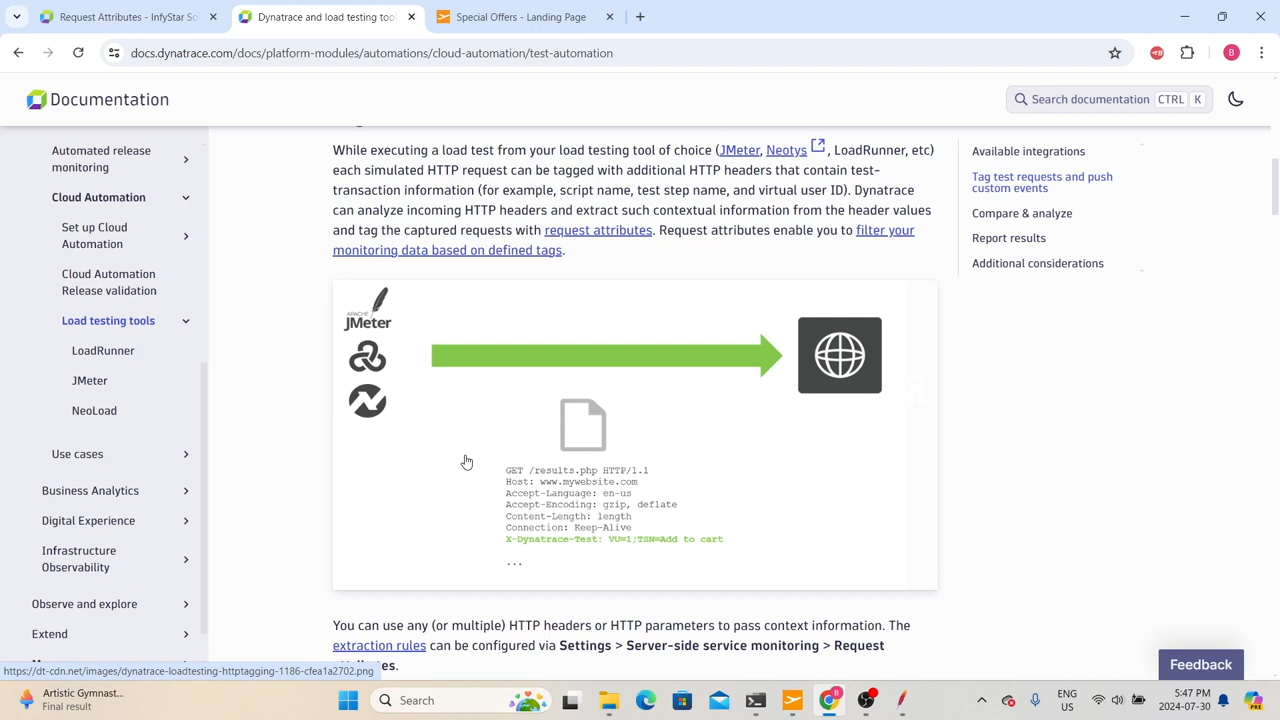 Request Attributes - InfyStar So
Dynatrace and load testing tool
Special Offers - Landing Page
docs.dynatrace.com/docs/platform-modules/automations/cloud-automation/test-automation
B
Documentation
Search documentation CTRL K
Automated release
monitoring
Cloud Automation
Set up Cloud
Automation
Cloud Automation
Release validation
Load testing tools
LoadRunner
JMeter
NeoLoad
Use cases
Business Analytics
Digital Experience
Infrastructure
Observability
Observe and explore
Extend
While executing a load test from your load testing tool of choice (JMeter, Neotys , LoadRunner, etc)
each simulated HTTP request can be tagged with additional HTTP headers that contain test-
transaction information (for example, script name, test step name, and virtual user ID). Dynatrace
can analyze incoming HTTP headers and extract such contextual information from the header values
and tag the captured requests with request attributes. Request attributes enable you to filter your
monitoring data based on defined tags.
APACHE
JMeter
GET /results.php HTTP/1.1
Host: www.mywebsite.com
Accept-Language: en-us
Accept-Encoding: gzip, deflate
Content-Length: length
Connection: Keep-Alive
X-Dynatrace-Test: VU=1;TSN=Add to cart
...
You can use any (or multiple) HTTP headers or HTTP parameters to pass context information. The
extraction rules can be configured via Settings > Server-side service monitoring > Request
Available integrations
Tag test requests and push
custom events
Compare & analyze
Report results
Additional considerations
Feedback
https://dt-cdn.net/images/dynatrace-loadtesting-httptagging-1186-cfea1a2702.png
Artistic Gymnast...
Final result
Search
ENG
US
5:47 PM
2024-07-30
PRE